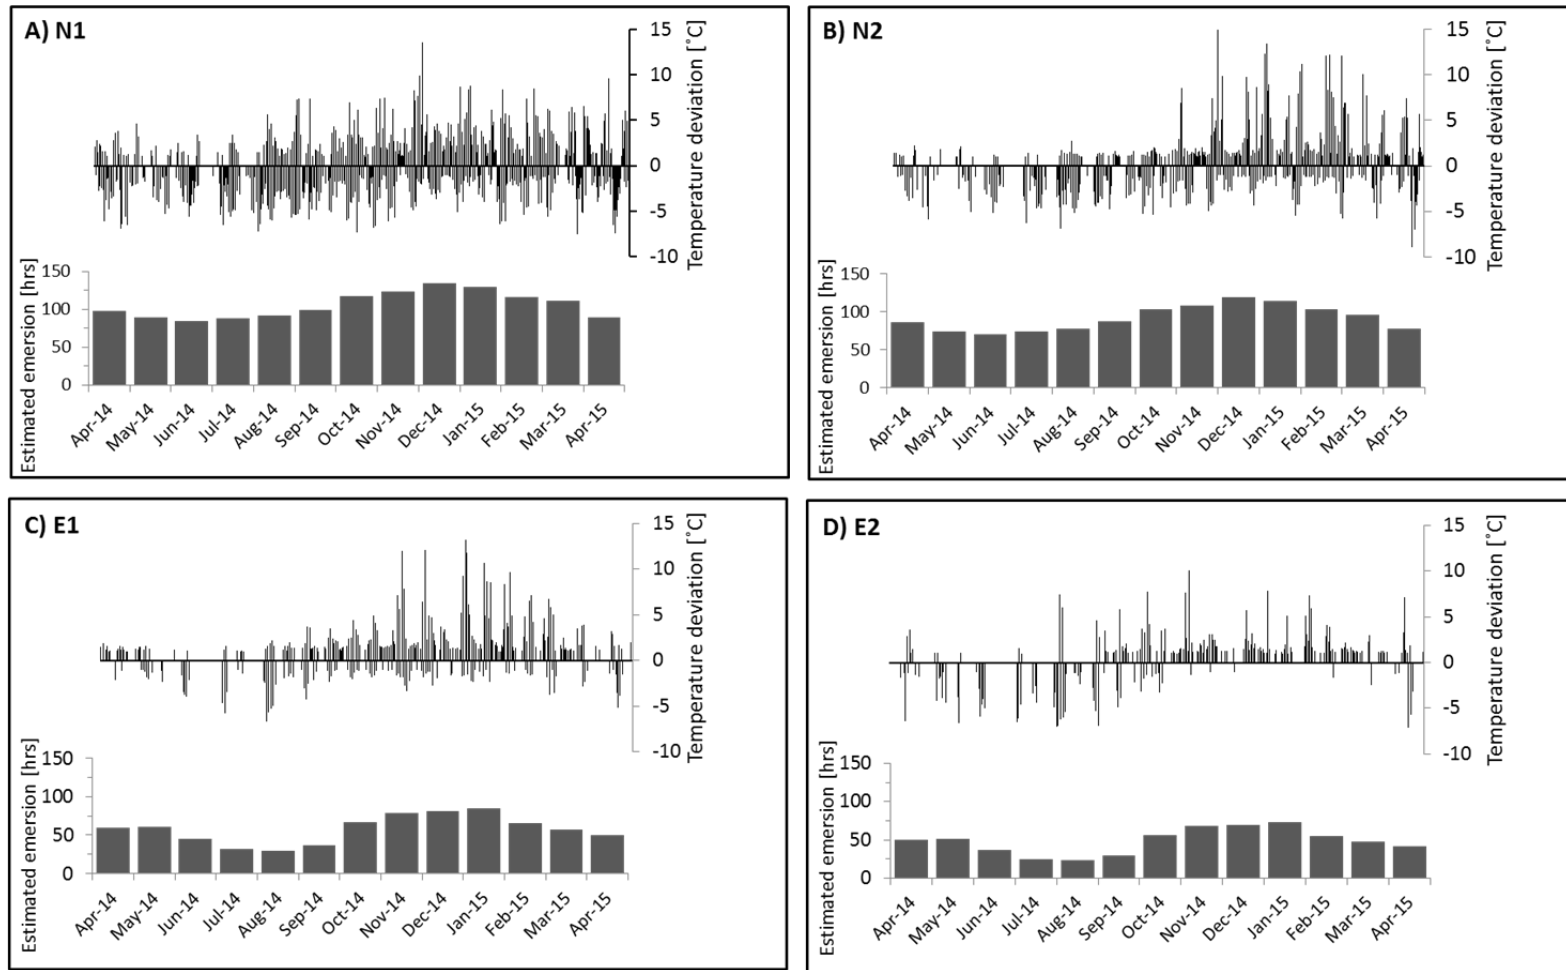 A) N1
15
10
5
0
-5
-10
Temperature deviation [˚C]
Estimated emersion [hrs]
150
100
50
0
Apr-14
May-14
Jun-14
Jul-14
Aug-14
Sep-14
Oct-14
Nov-14
Dec-14
Jan-15
Feb-15
Mar-15
Apr-15
B) N2
15
10
5
0
-5
-10
Temperature deviation [˚C]
Estimated emersion [hrs]
150
100
50
0
Apr-14
May-14
Jun-14
Jul-14
Aug-14
Sep-14
Oct-14
Nov-14
Dec-14
Jan-15
Feb-15
Mar-15
Apr-15
C) E1
15
10
5
0
-5
-10
Temperature deviation [˚C]
Estimated emersion [hrs]
150
100
50
0
Apr-14
May-14
Jun-14
Jul-14
Aug-14
Sep-14
Oct-14
Nov-14
Dec-14
Jan-15
Feb-15
Mar-15
Apr-15
D) E2
15
10
5
0
-5
-10
Temperature deviation [˚C]
Estimated emersion [hrs]
150
100
50
0
Apr-14
May-14
Jun-14
Jul-14
Aug-14
Sep-14
Oct-14
Nov-14
Dec-14
Jan-15
Feb-15
Mar-15
Apr-15